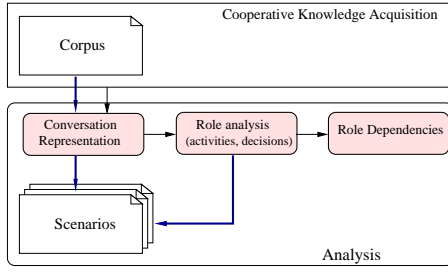 Cooperative Knowledge Acquisition
Corpus
Conversation
Representation
Role analysis
(activities, decisions)
Role Dependencies
Scenarios
Analysis